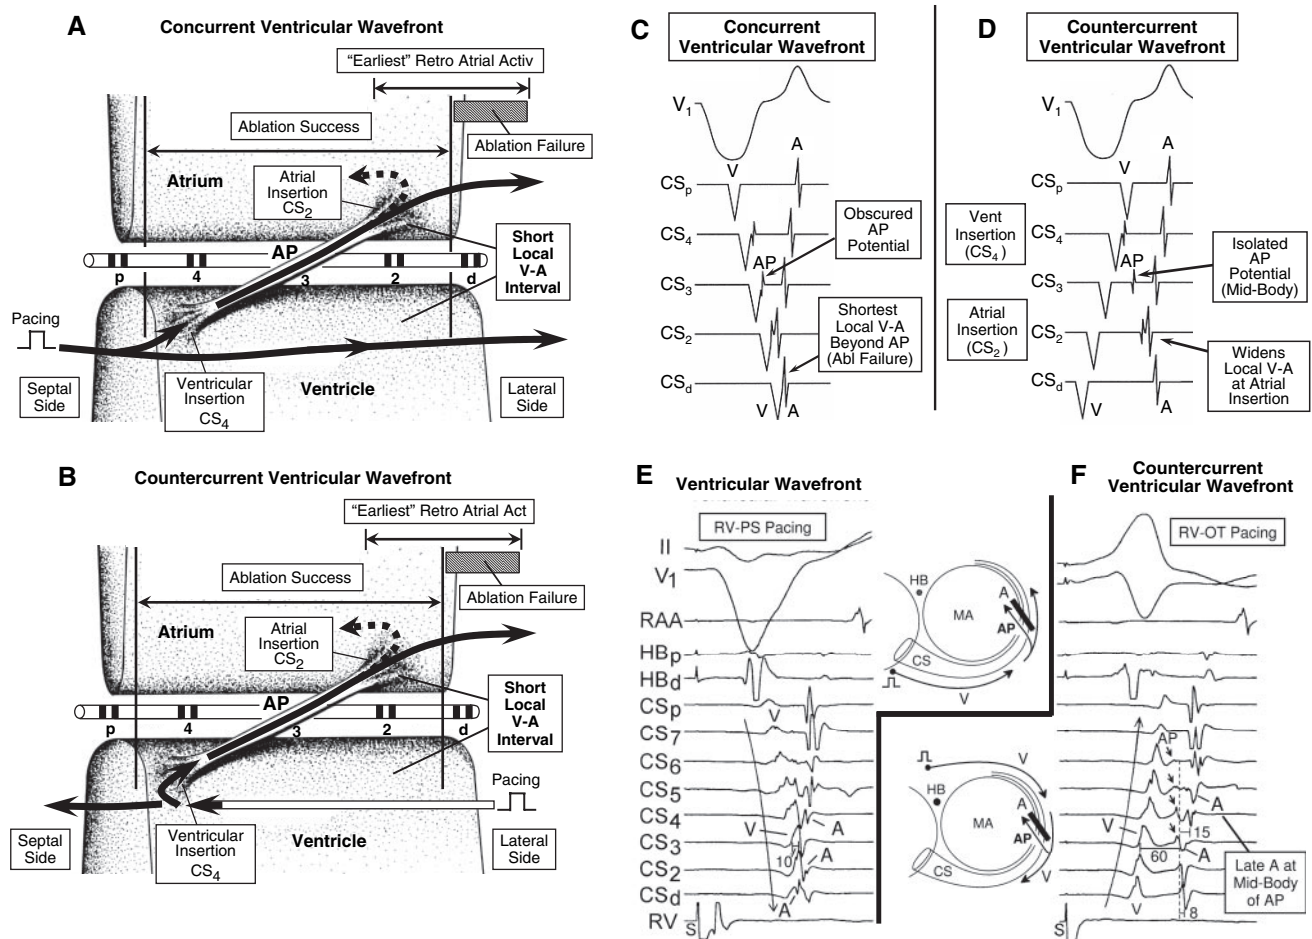 A
Concurrent Ventricular Wavefront
"Earliest" Retro Atrial Activ
Ablation Success
Ablation Failure
Atrium
Atrial
Insertion
CS2
AP
Short
Local
V-A
Interval
p
4
3
2
d
Pacing
Septal
Side
Ventricular
Insertion
CS4
Ventricle
Lateral
Side
B
Countercurrent Ventricular Wavefront
"Earliest" Retro Atrial Act
Ablation Success
Ablation Failure
Atrium
Atrial
Insertion
CS2
AP
Short
Local
V-A
Interval
p
4
3
2
d
Pacing
Septal
Side
Ventricular
Insertion
CS4
Ventricle
Lateral
Side
C
Concurrent
Ventricular Wavefront
V1
V
A
CSp
CS4
Obscured
AP
Potential
AP
CS3
CS2
Shortest
Local V-A
Beyond AP
(Abl Failure)
CSd
V
A
D
Countercurrent
Ventricular Wavefront
V1
V
A
CSp
Vent
Insertion
(CS4)
CS4
AP
Isolated
AP
Potential
(Mid-Body)
CS3
Atrial
Insertion
(CS2)
CS2
Widens
Local V-A
at Atrial
Insertion
CSd
V
A
E
Ventricular Wavefront
RV-PS Pacing
II
V1
RAA
HBp
HBd
CSp
CS7
V
CS6
CS5
CS4
A
V
CS3
10
A
CS2
CSd
A
RV
S
HB
MA
A
AP
CS
V
V
HB
MA
A
AP
CS
V
F
Countercurrent
Ventricular Wavefront
RV-OT Pacing
AP
A
15
V
60
A
Late A at
Mid-Body
of AP
V
8
S